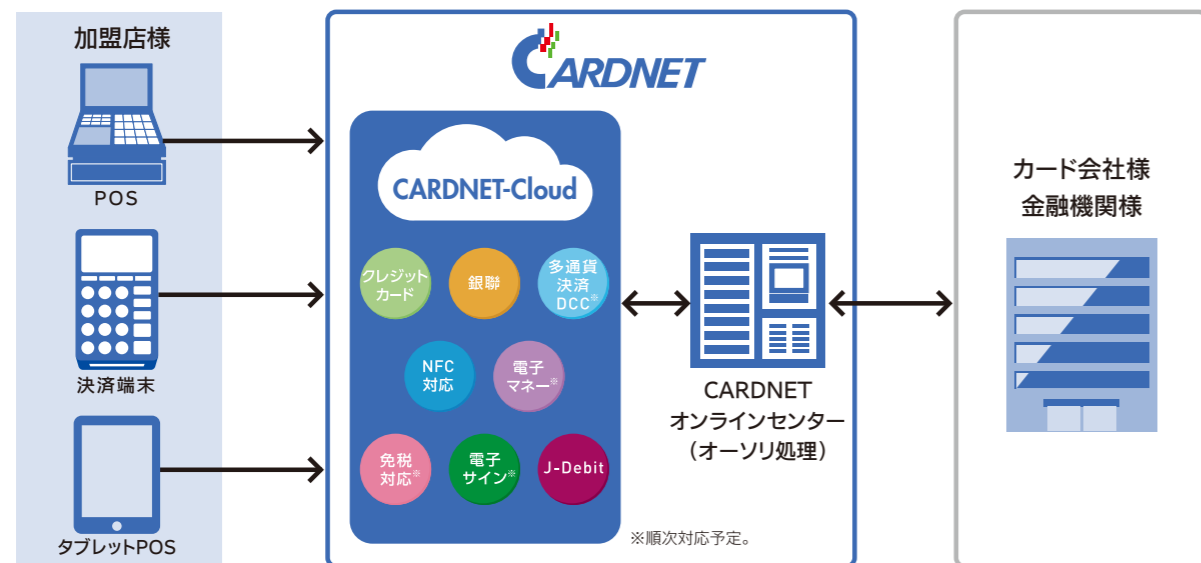 加盟店様
POS
決済端末
タブレットPOS
CARDNET
CARDNET-Cloud
クレジット
カード
銀聯
多通貨
決済
DCC※
NFC
対応
電子
マネー※
免税
対応※
電子
サイン※
J-Debit
CARDNET
オンラインセンター
（オーソリ処理）
※順次対応予定。
カード会社様
金融機関様